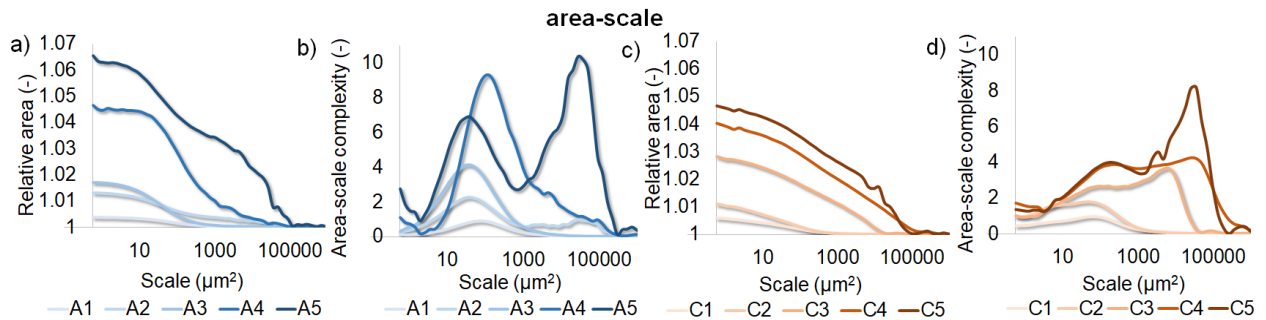 area-scale
a)
Relative area (-)
1.07
1.06
1.05
1.04
1.03
1.02
1.01
1
10 1000 100000
Scale (µm²)
A1 A2 A3 A4 A5
b)
Area-scale complexity (-)
10
8
6
4
2
0
10 1000 100000
Scale (µm²)
A1 A2 A3 A4 A5
c)
Relative area (-)
1.07
1.06
1.05
1.04
1.03
1.02
1.01
1
10 1000 100000
Scale (µm²)
C1 C2 C3 C4 C5
d)
Area-scale complexity (-)
10
8
6
4
2
0
10 1000 100000
Scale (µm²)
C1 C2 C3 C4 C5